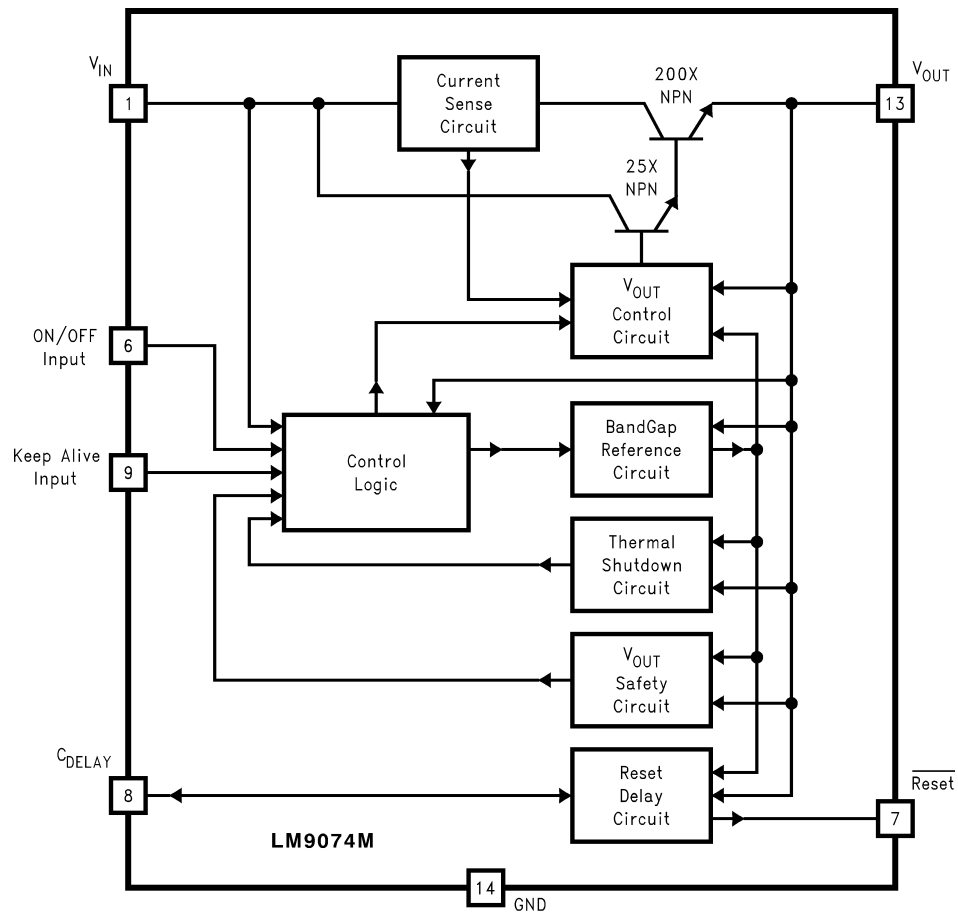 V_IN
1
Current
Sense
Circuit
200X
NPN
V_OUT
13
25X
NPN
V_OUT
Control
Circuit
ON/OFF
Input
6
Keep Alive
Input
9
Control
Logic
BandGap
Reference
Circuit
Thermal
Shutdown
Circuit
V_OUT
Safety
Circuit
C_DELAY
8
Reset
Delay
Circuit
Reset
7
LM9074M
14
GND